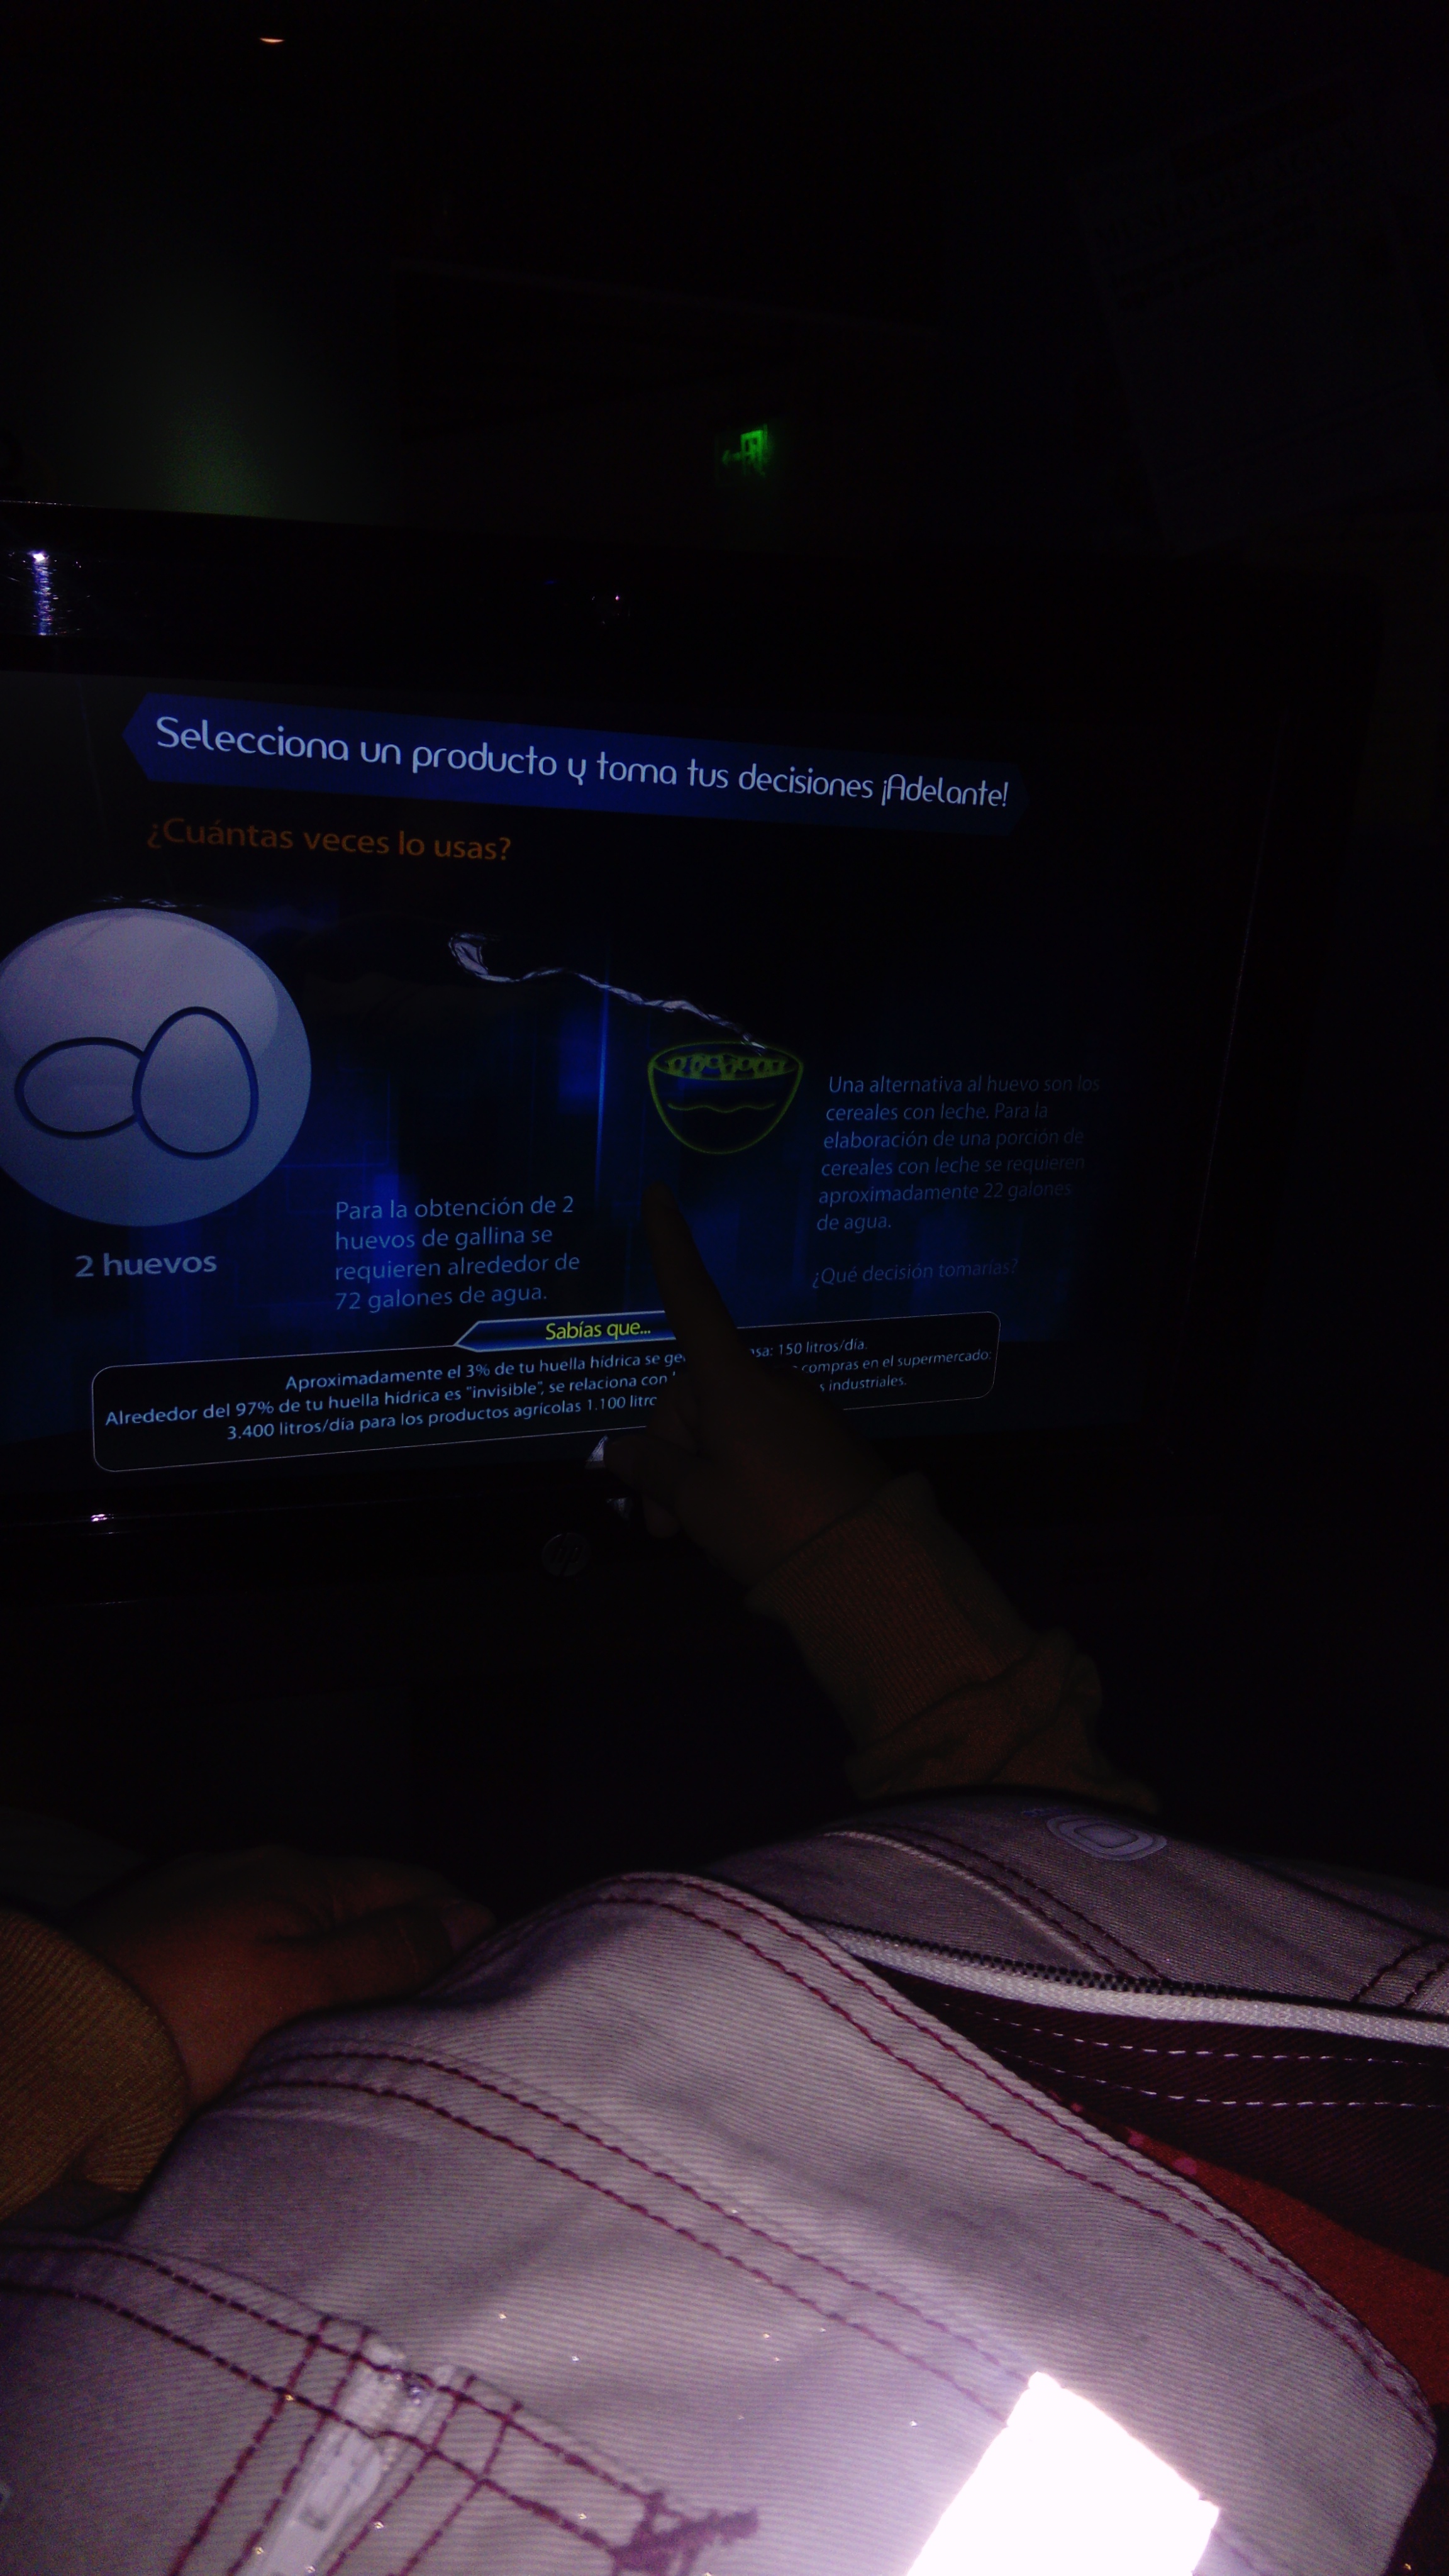 Selecciona un producto y toma tus decisiones ¡Adelante!
¿Cuántas veces lo usas?
2 huevos
Para la obtención de 2
huevos de gallina se
requieren alrededor de
72 galones de agua.
Una alternativa al huevo son los
cereales con leche. Para la
elaboración de una porción de
cereales con leche se requieren
aproximadamente 22 galones
de agua.
¿Qué decisión tomarías?
Sabías que...
Aproximadamente el 3% de tu huella hídrica se : 150 litros/día.
Alrededor del 97% de tu huella hídrica es "invisible", se relaciona con compras en el supermercado:
3.400 litros/día para los productos agrícolas 1.100 industriales.
hp